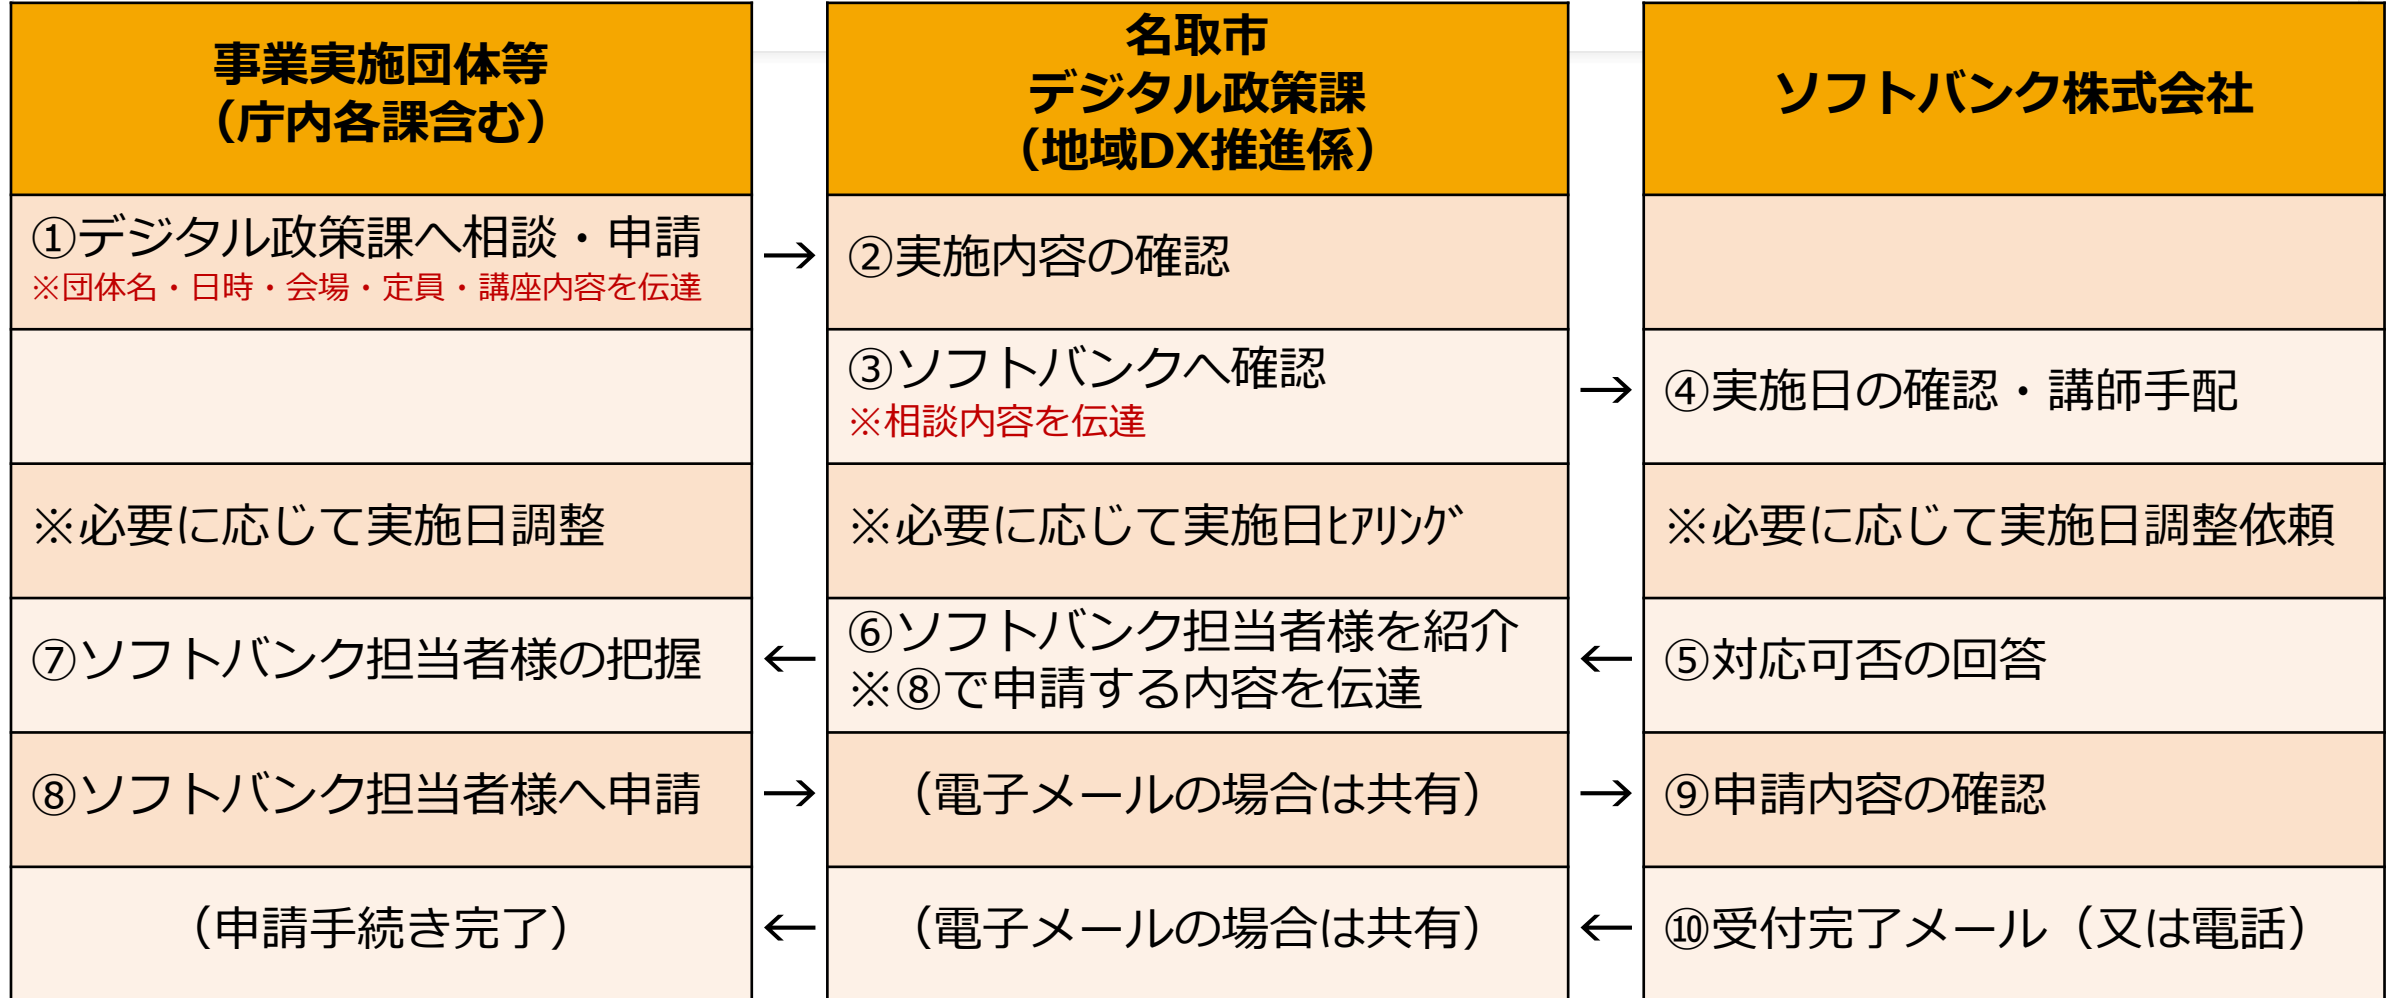 事業実施団体等
（庁内各課含む）
名取市
デジタル政策課
（地域DX推進係）
ソフトバンク株式会社
①デジタル政策課へ相談・申請
※団体名・日時・会場・定員・講座内容を伝達
→
②実施内容の確認
③ソフトバンクへ確認
※相談内容を伝達
→
④実施日の確認・講師手配
※必要に応じて実施日調整
※必要に応じて実施日ﾋｱﾘﾝｸﾞ
※必要に応じて実施日調整依頼
⑦ソフトバンク担当者様の把握
←
⑥ソフトバンク担当者様を紹介
※⑧で申請する内容を伝達
←
⑤対応可否の回答
⑧ソフトバンク担当者様へ申請
→
（電子メールの場合は共有）
→
⑨申請内容の確認
（申請手続き完了）
←
（電子メールの場合は共有）
←
⑩受付完了メール（又は電話）